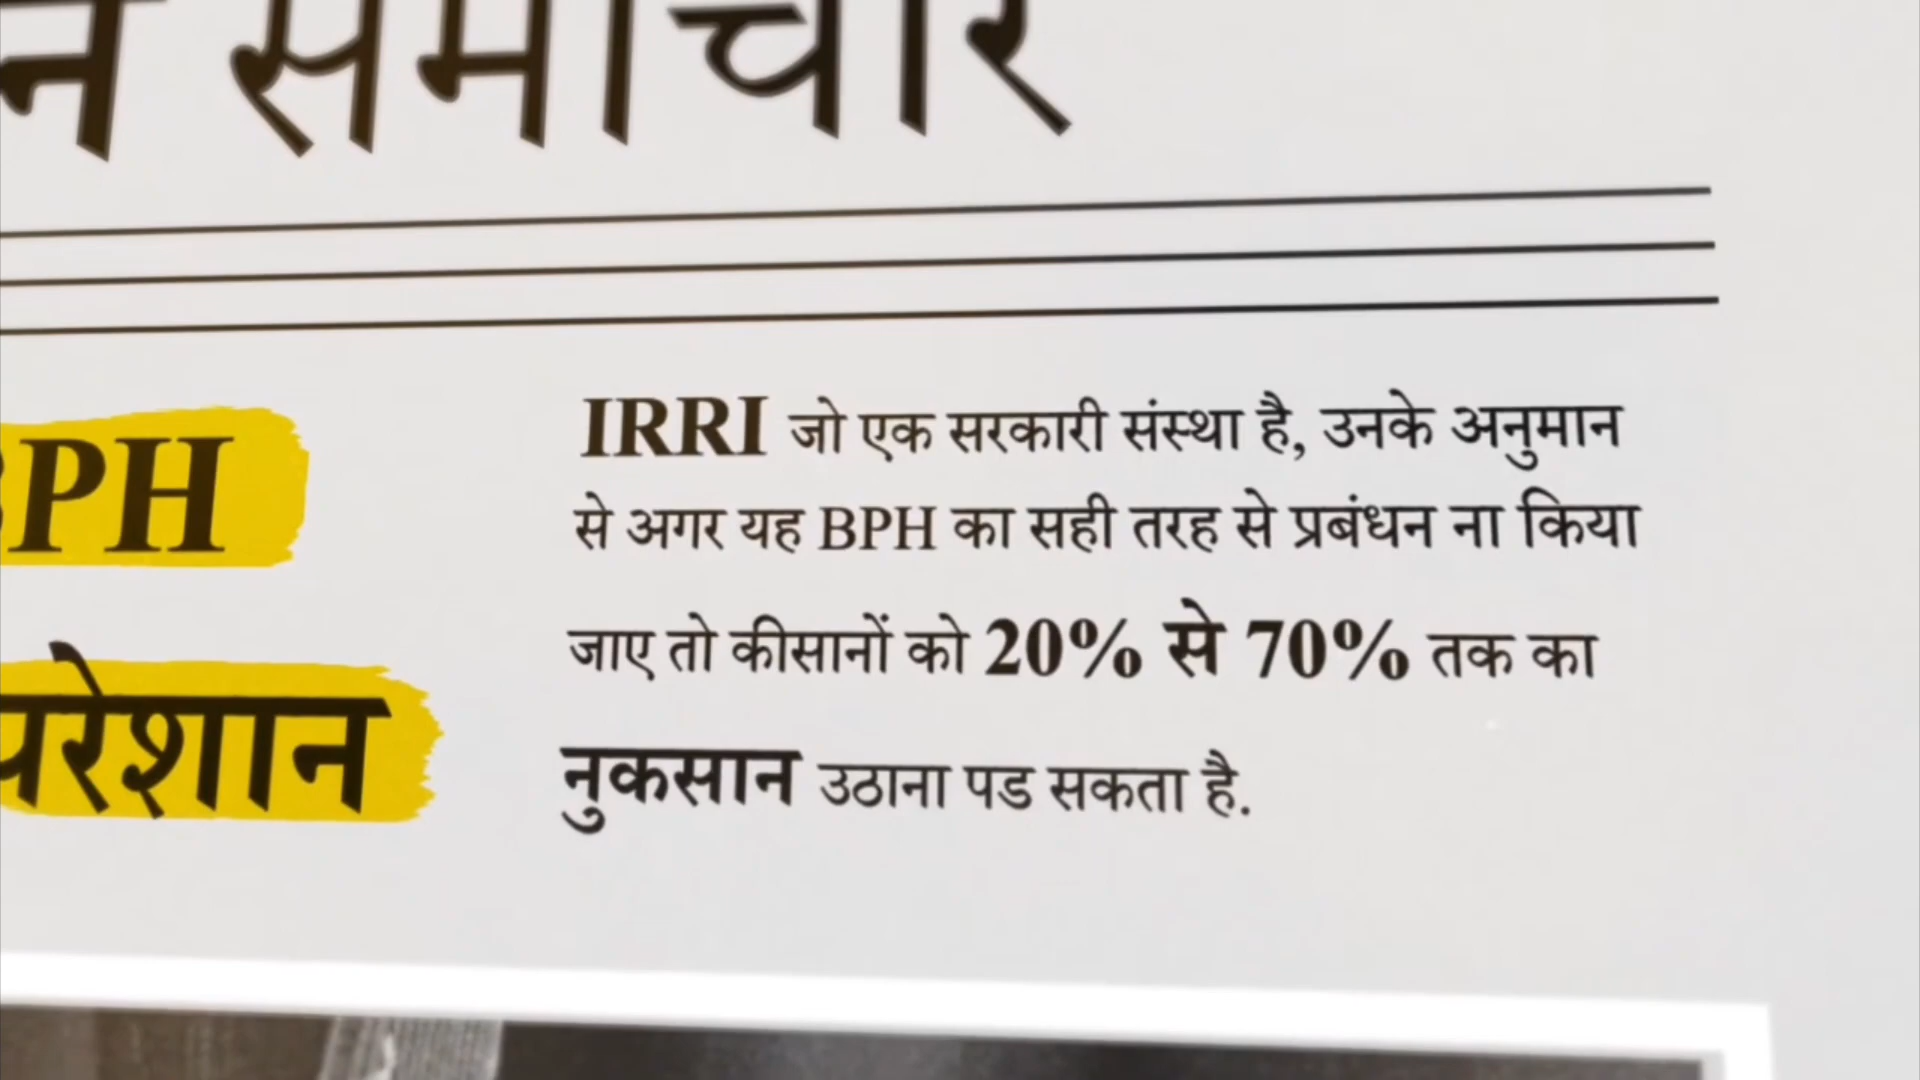 समाचार
BPH
परेशान
IRRI जो एक सरकारी संस्था है, उनके अनुमान
से अगर यह BPH का सही तरह से प्रबंधन ना किया
जाए तो कीसानों को 20% से 70% तक का
नुकसान उठाना पड सकता है.